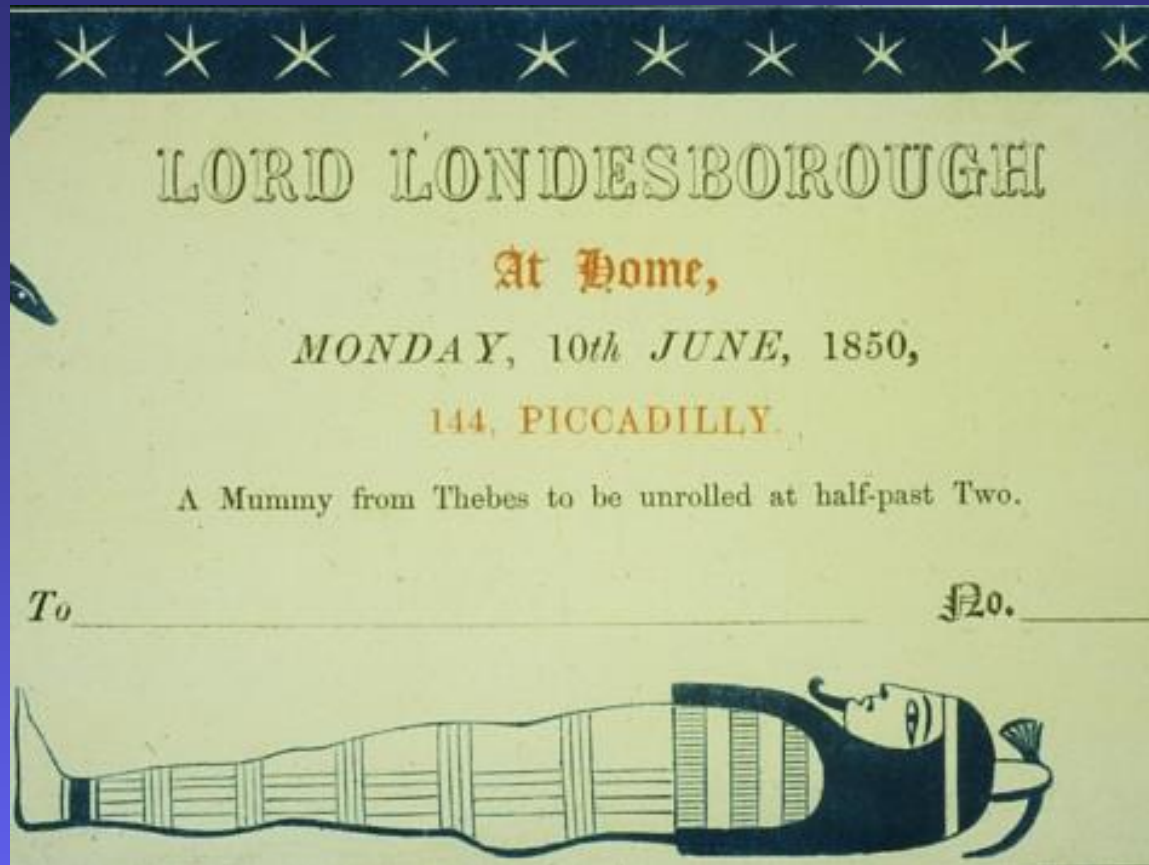 LORD LONDESBOROUGH
At Home,
MONDAY, 10th JUNE, 1850,
144, PICCADILLY.
A Mummy from Thebes to be unrolled at half-past Two.
To No.